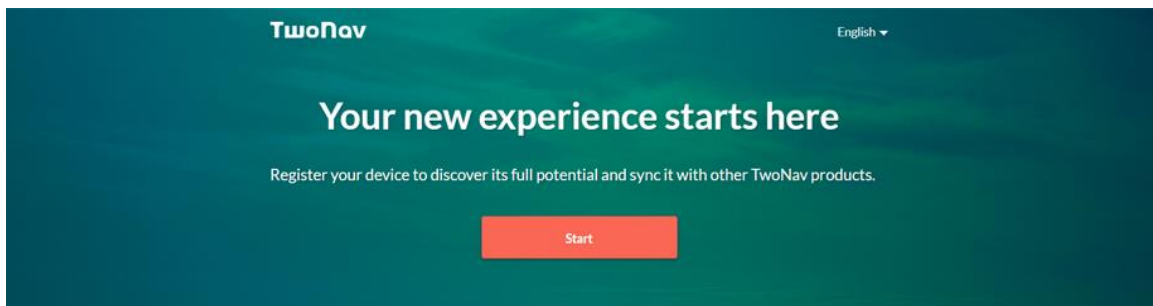 TwoNav
English
Your new experience starts here
Register your device to discover its full potential and sync it with other TwoNav products.
Start